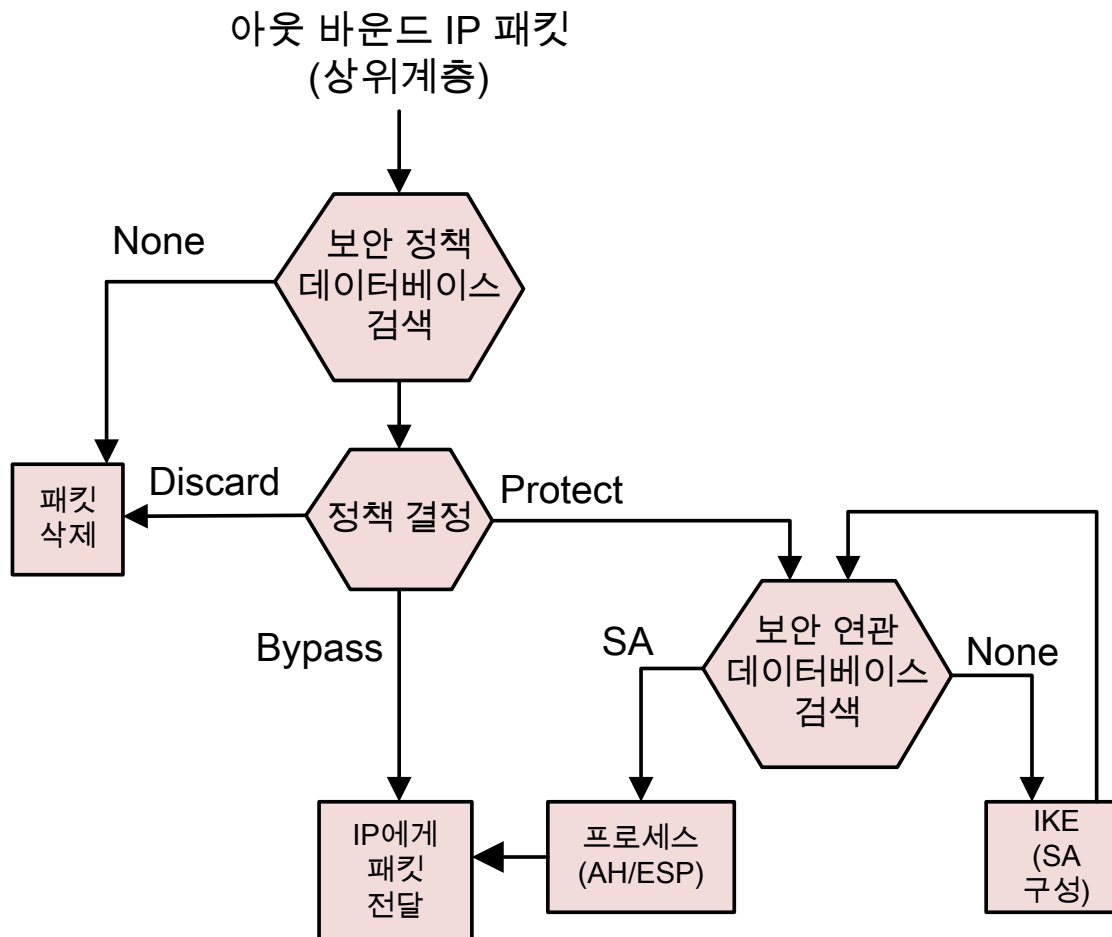 아웃 바운드 IP 패킷
(상위계층)
None
보안 정책
데이터베이스
검색
패킷
삭제
Discard
정책 결정
Protect
Bypass
SA
보안 연관
데이터베이스
검색
None
IP에게
패킷
전달
프로세스
(AH/ESP)
IKE
(SA
구성)